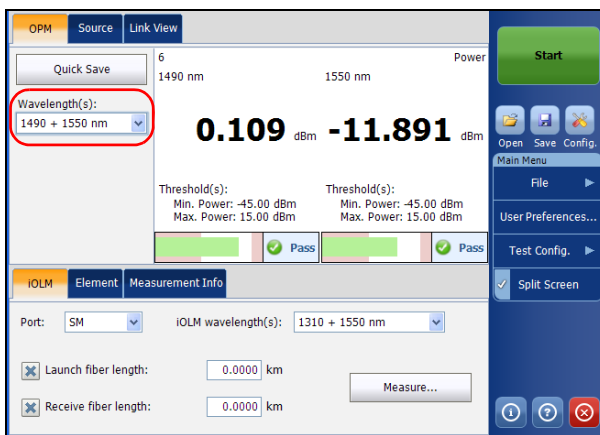 OPM Source Link View
Quick Save
Wavelength(s):
1490 + 1550 nm
6 Power
1490 nm 1550 nm
0.109 dBm -11.891 dBm
Threshold(s): Threshold(s):
Min. Power: -45.00 dBm Min. Power: -45.00 dBm
Max. Power: 15.00 dBm Max. Power: 15.00 dBm
Pass Pass
iOLM Element Measurement Info
Port: SM iOLM wavelength(s): 1310 + 1550 nm
Launch fiber length: 0.0000 km
Measure...
Receive fiber length: 0.0000 km
Start
Open Save Config.
Main Menu
File
User Preferences...
Test Config.
Split Screen